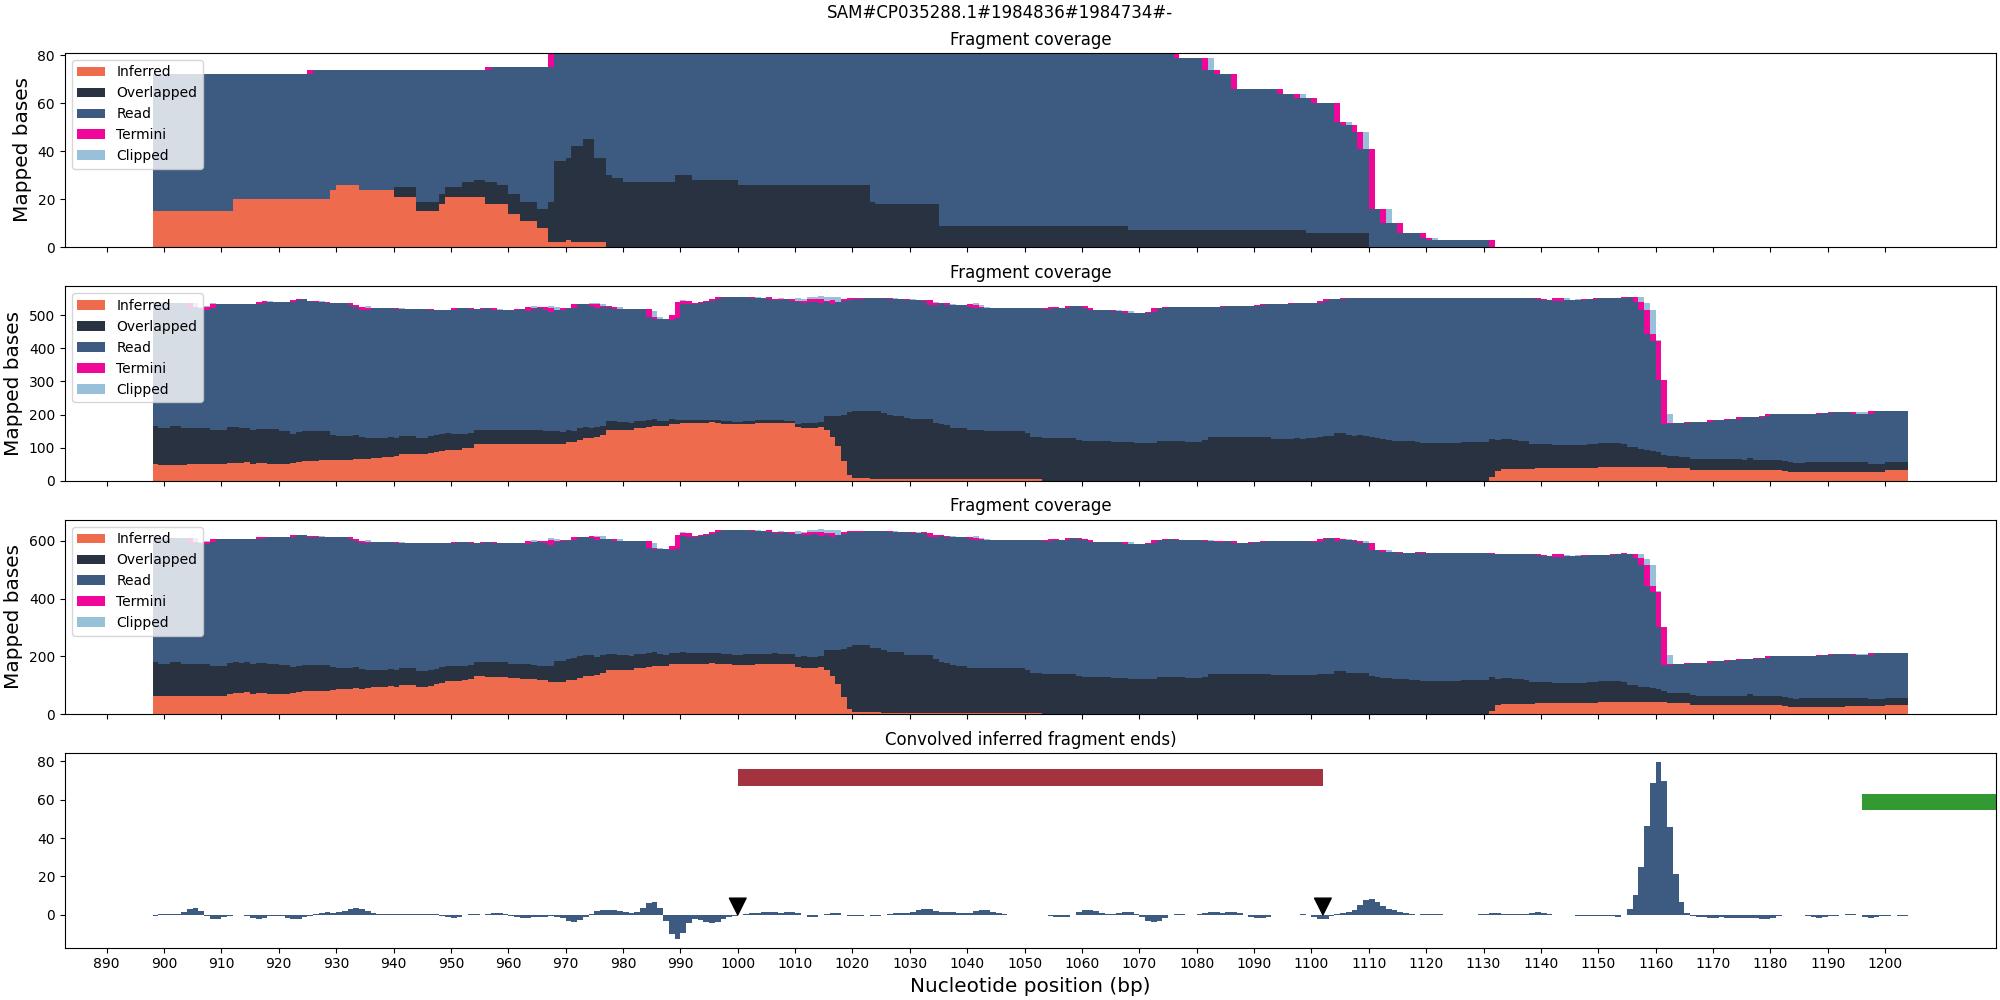 SAM#CP035288.1#1984836#1984734#-
Fragment coverage
Mapped bases
80
60
40
20
0
Inferred
Overlapped
Read
Termini
Clipped
Fragment coverage
Mapped bases
500
400
300
200
100
0
Inferred
Overlapped
Read
Termini
Clipped
Fragment coverage
Mapped bases
600
400
200
0
Inferred
Overlapped
Read
Termini
Clipped
Convolved inferred fragment ends)
80
60
40
20
0
890 900 910 920 930 940 950 960 970 980 990 1000 1010 1020 1030 1040 1050 1060 1070 1080 1090 1100 1110 1120 1130 1140 1150 1160 1170 1180 1190 1200
Nucleotide position (bp)